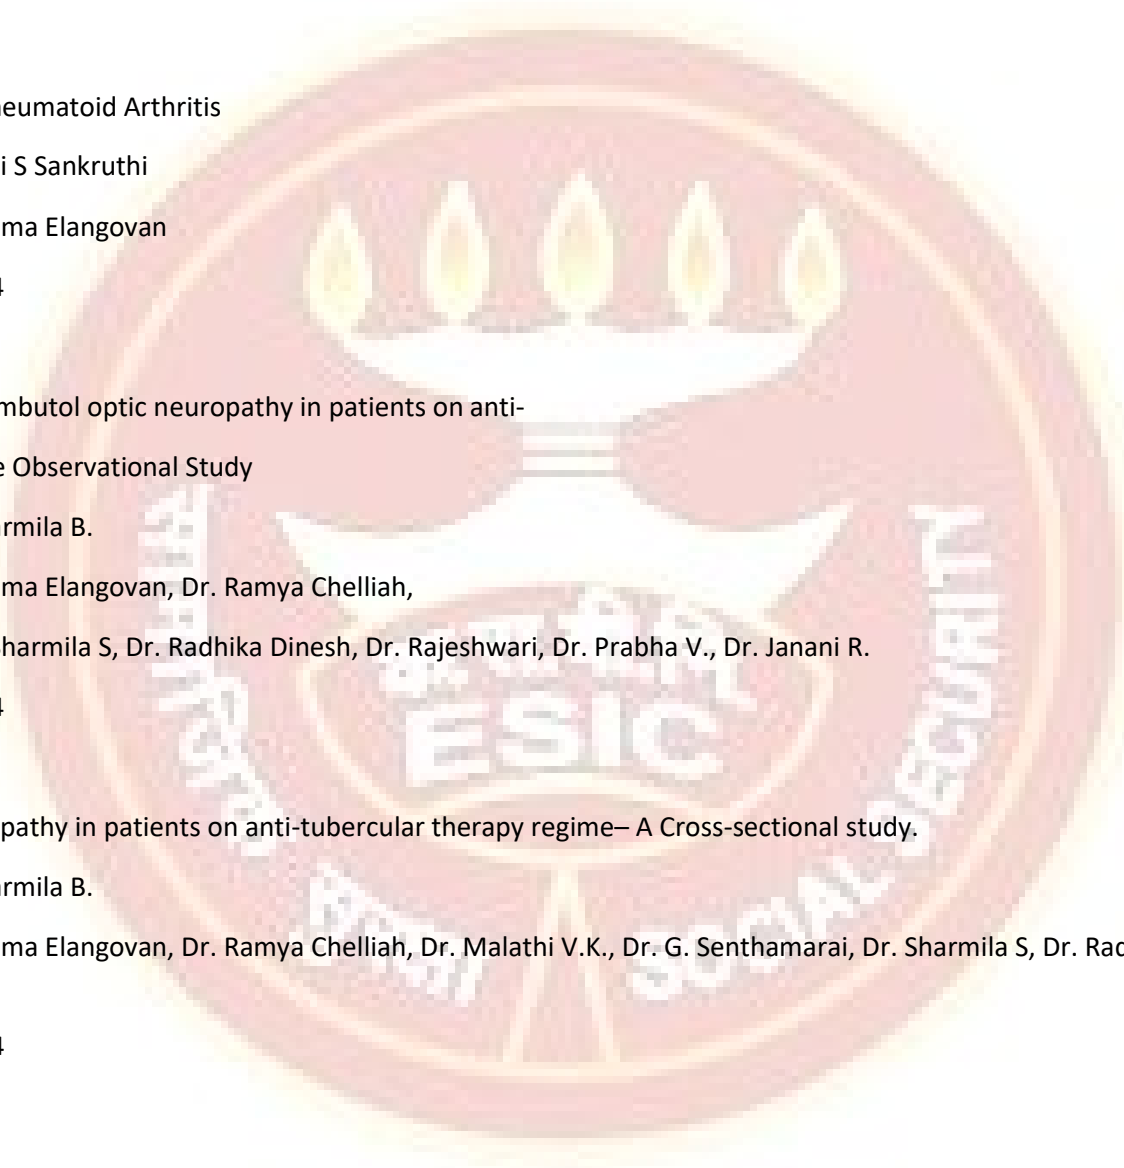 eumatoid Arthritis
i S Sankruthi
ma Elangovan
4
mbutol optic neuropathy in patients on anti-
e Observational Study
rmila B.
ma Elangovan, Dr. Ramya Chelliah,
harmila S, Dr. Radhika Dinesh, Dr. Rajeshwari, Dr. Prabha V., Dr. Janani R.
4
pathy in patients on anti-tubercular therapy regime– A Cross-sectional study.
rmila B.
ma Elangovan, Dr. Ramya Chelliah, Dr. Malathi V.K., Dr. G. Senthamarai, Dr. Sharmila S, Dr. Rad
4
क.रा.बी.नि
ESIC
SOCIAL SECURITY